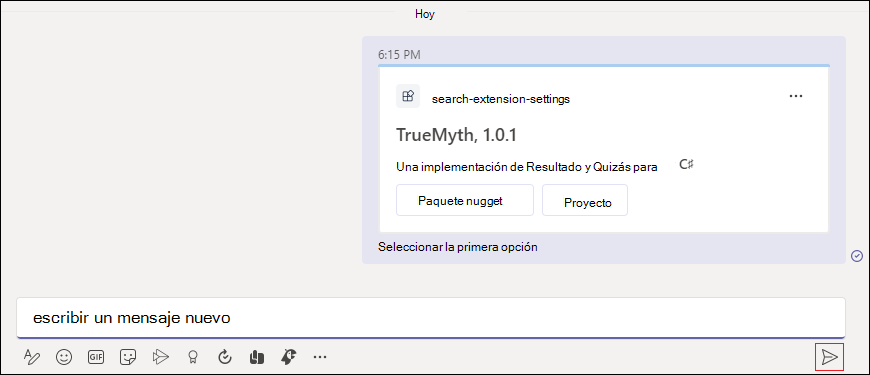 Hoy
6:15 PM
search-extension-settings
TrueMyth, 1.0.1
Una implementación de Resultado y Quizás para C♯
Paquete nugget Proyecto
Seleccionar la primera opción
escribir un mensaje nuevo
GIF